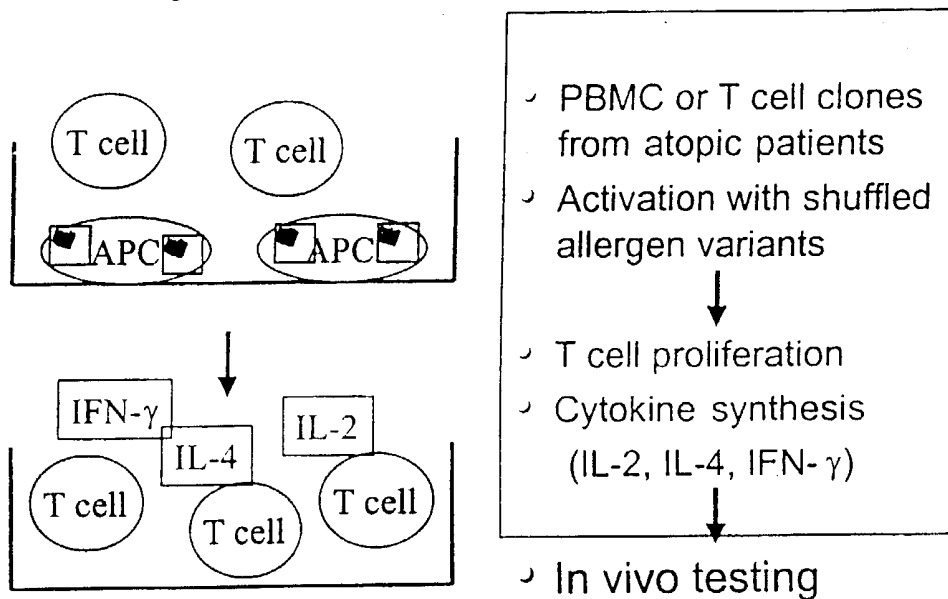 T cell
T cell
APC
APC
IFN-γ
IL-4
IL-2
T cell
T cell
T cell
PBMC or T cell clones
from atopic patients
Activation with shuffled
allergen variants
T cell proliferation
Cytokine synthesis
(IL-2, IL-4, IFN- γ)
In vivo testing